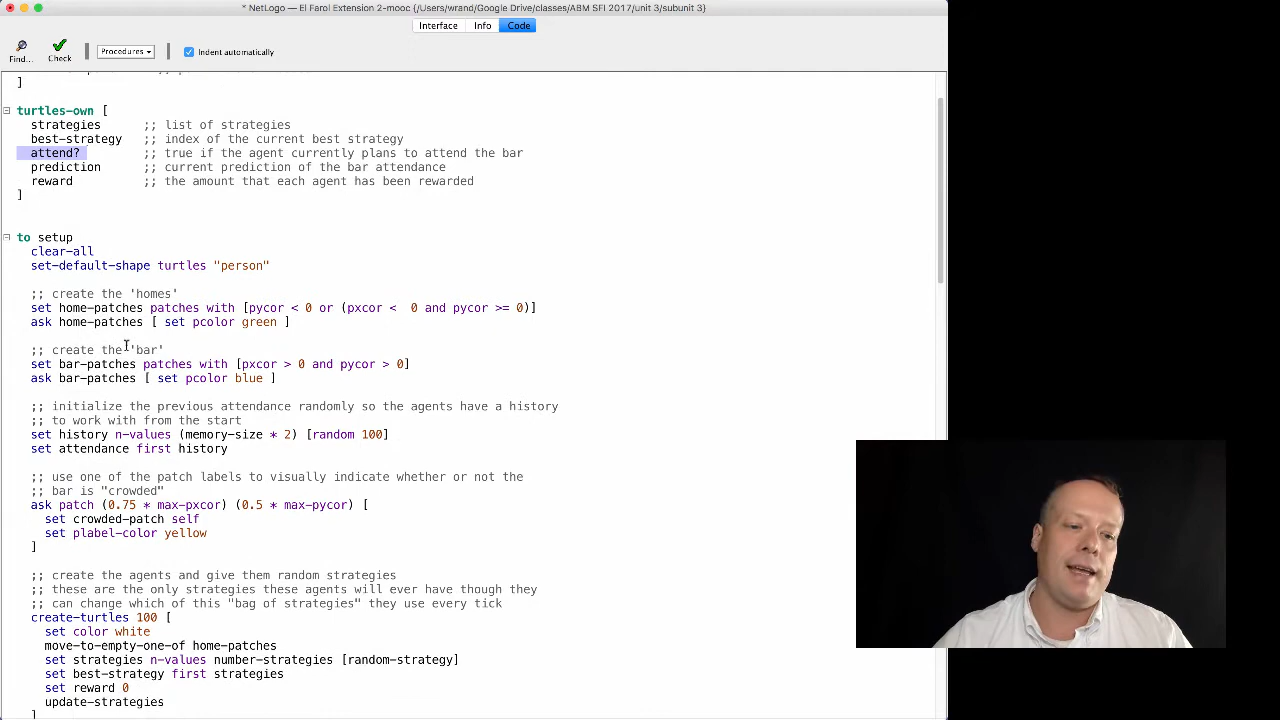 * NetLogo — El Farol Extension 2-mooc {/Users/wrand/Google Drive/classes/ABM SFI 2017/unit 3/subunit 3}
Interface Info Code
Find... Check Procedures Indent automatically
]
turtles-own [
strategies ;; list of strategies
best-strategy ;; index of the current best strategy
attend? ;; true if the agent currently plans to attend the bar
prediction ;; current prediction of the bar attendance
reward ;; the amount that each agent has been rewarded
]
to setup
clear-all
set-default-shape turtles "person"
;; create the 'homes'
set home-patches patches with [pycor < 0 or (pxcor < 0 and pycor >= 0)]
ask home-patches [ set pcolor green ]
;; create the 'bar'
set bar-patches patches with [pxcor > 0 and pycor > 0]
ask bar-patches [ set pcolor blue ]
;; initialize the previous attendance randomly so the agents have a history
;; to work with from the start
set history n-values (memory-size * 2) [random 100]
set attendance first history
;; use one of the patch labels to visually indicate whether or not the
;; bar is "crowded"
ask patch (0.75 * max-pxcor) (0.5 * max-pycor) [
set crowded-patch self
set plabel-color yellow
]
;; create the agents and give them random strategies
;; these are the only strategies these agents will ever have though they
;; can change which of this "bag of strategies" they use every tick
create-turtles 100 [
set color white
move-to-empty-one-of home-patches
set strategies n-values number-strategies [random-strategy]
set best-strategy first strategies
set reward 0
update-strategies
]